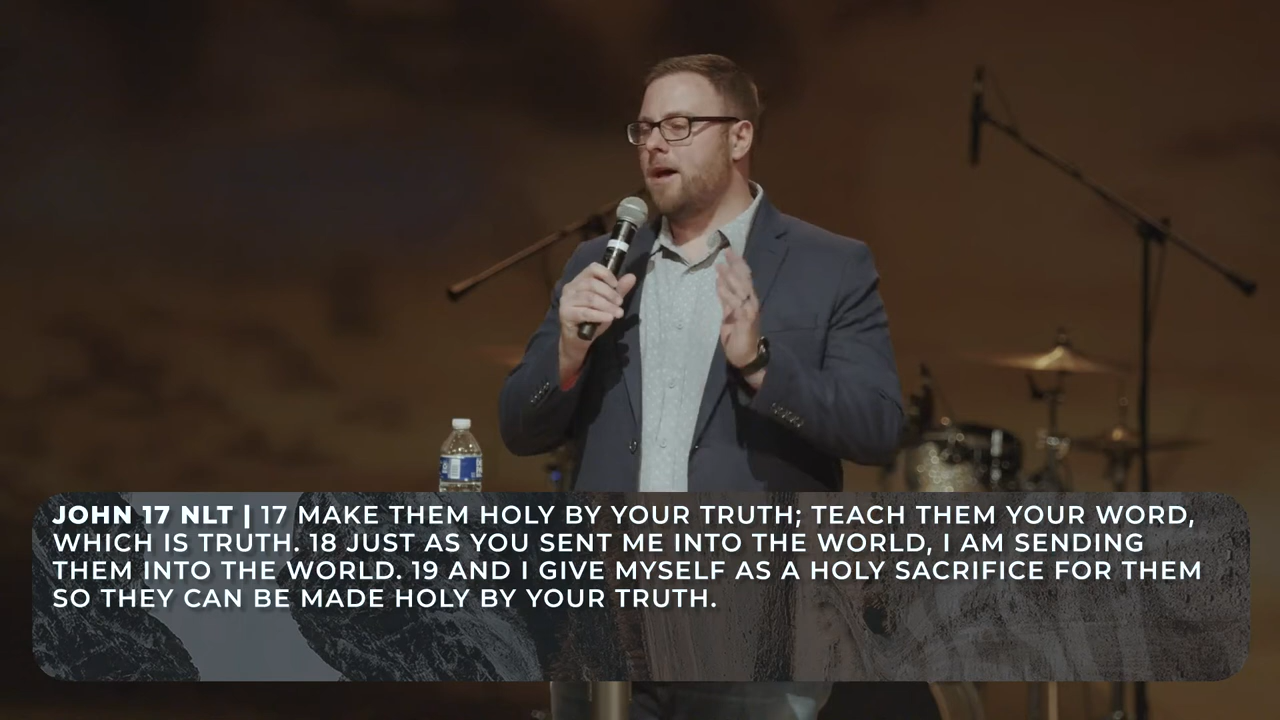 JOHN 17 NLT | 17 MAKE THEM HOLY BY YOUR TRUTH; TEACH THEM YOUR WORD,
WHICH IS TRUTH. 18 JUST AS YOU SENT ME INTO THE WORLD, I AM SENDING
THEM INTO THE WORLD. 19 AND I GIVE MYSELF AS A HOLY SACRIFICE FOR THEM
SO THEY CAN BE MADE HOLY BY YOUR TRUTH.